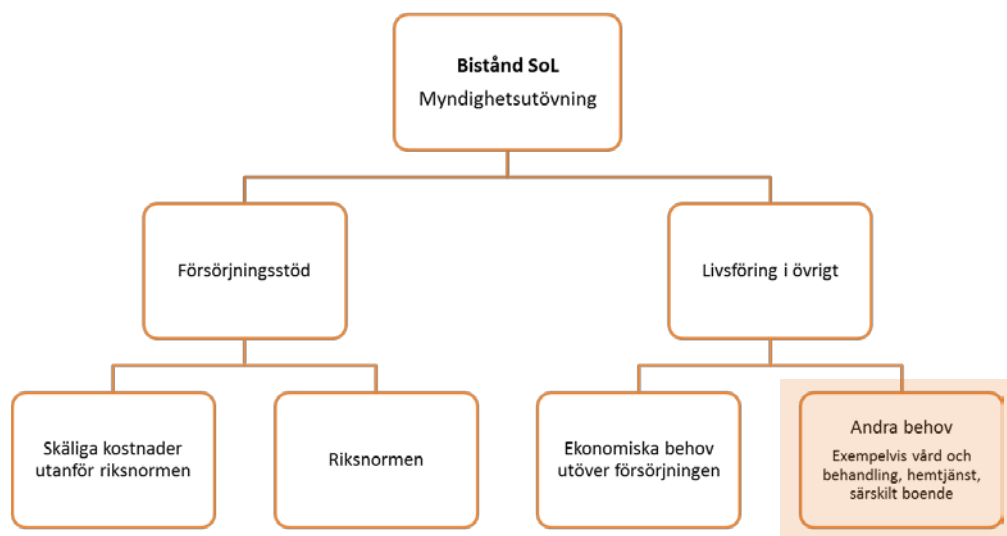 Bistånd SoL
Myndighetsutövning
Försörjningsstöd
Livsföring i övrigt
Skäliga kostnader
utanför riksnormen
Riksnormen
Ekonomiska behov
utöver försörjningen
Andra behov
Exempelvis vård och
behandling, hemtjänst,
särskilt boende